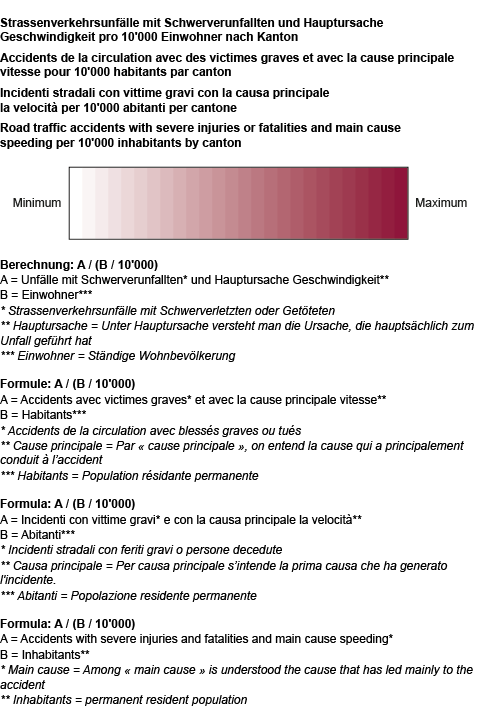 Strassenverkehrsunfälle mit Schwerverunfallten und Hauptursache
Geschwindigkeit pro 10'000 Einwohner nach Kanton
Accidents de la circulation avec des victimes graves et avec la cause principale
vitesse pour 10'000 habitants par canton
Incidenti stradali con vittime gravi con la causa principale
la velocità per 10'000 abitanti per cantone
Road traffic accidents with severe injuries or fatalities and main cause
speeding per 10'000 inhabitants by canton
Minimum
Maximum
Berechnung: A / (B / 10'000)
A = Unfälle mit Schwerverunfallten* und Hauptursache Geschwindigkeit**
B = Einwohner***
* Strassenverkehrsunfälle mit Schwerverletzten oder Getöteten
** Hauptursache = Unter Hauptursache versteht man die Ursache, die hauptsächlich zum
Unfall geführt hat
*** Einwohner = Ständige Wohnbevölkerung
Formule: A / (B / 10'000)
A = Accidents avec victimes graves* et avec la cause principale vitesse**
B = Habitants***
* Accidents de la circulation avec blessés graves ou tués
** Cause principale = Par « cause principale », on entend la cause qui a principalement
conduit à l'accident
*** Habitants = Population résidante permanente
Formula: A / (B / 10'000)
A = Incidenti con vittime gravi* e con la causa principale la velocità**
B = Abitanti***
* Incidenti stradali con feriti gravi o persone decedute
** Causa principale = Per causa principale s'intende la prima causa che ha generato
l'incidente.
*** Abitanti = Popolazione residente permanente
Formula: A / (B / 10'000)
A = Accidents with severe injuries and fatalities and main cause speeding*
B = Inhabitants**
* Main cause = Among « main cause » is understood the cause that has led mainly to the
accident
** Inhabitants = permanent resident population